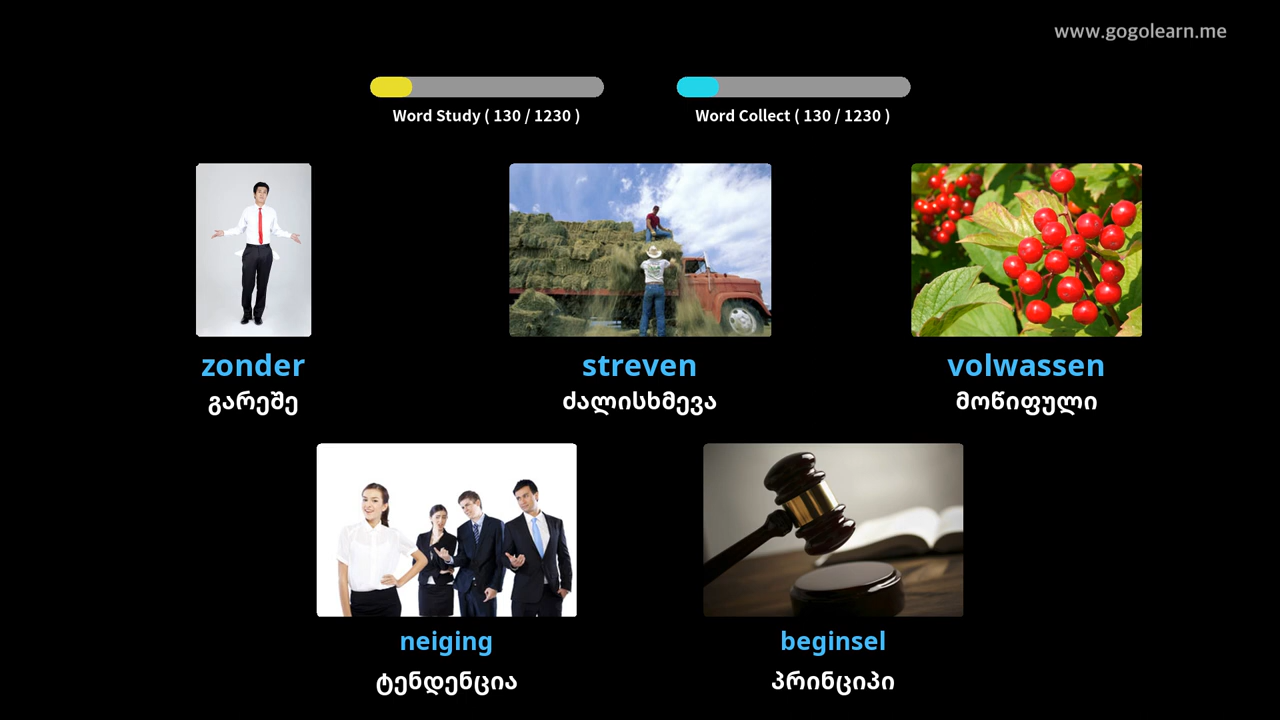 www.gogolearn.me
Word Study ( 130 / 1230 )
Word Collect ( 130 / 1230 )
zonder
გარეშე
streven
ძალისხმევა
volwassen
მოწიფული
neiging
ტენდენცია
beginsel
პრინციპი